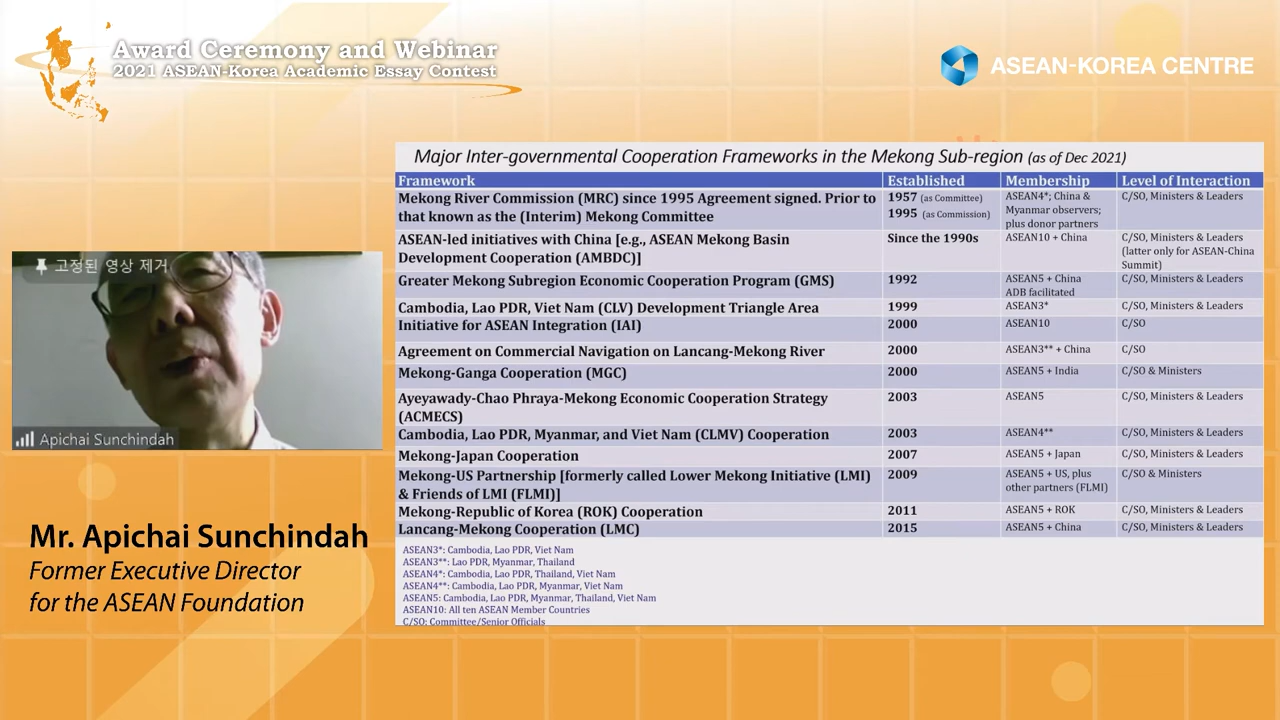 Award Ceremony and Webinar
2021 ASEAN-Korea Academic Essay Contest
ASEAN-KOREA CENTRE
Major Inter-governmental Cooperation Frameworks in the Mekong Sub-region (as of Dec 2021)
Framework Established Membership Level of Interaction
Mekong River Commission (MRC) since 1995 Agreement signed. Prior to
that known as the (Interim) Mekong Committee
1957 (as Committee)
1995 (as Commission)
ASEAN4*; China &
Myanmar observers;
plus donor partners
C/SO, Ministers & Leaders
ASEAN-led initiatives with China [e.g., ASEAN Mekong Basin
Development Cooperation (AMBDC)]
Since the 1990s
ASEAN10 + China
C/SO, Ministers & Leaders
(latter only for ASEAN-China
Summit)
Greater Mekong Subregion Economic Cooperation Program (GMS)
1992
ASEAN5 + China
ADB facilitated
C/SO, Ministers & Leaders
Cambodia, Lao PDR, Viet Nam (CLV) Development Triangle Area
1999
ASEAN3*
C/SO, Ministers & Leaders
Initiative for ASEAN Integration (IAI)
2000
ASEAN10
C/SO
Agreement on Commercial Navigation on Lancang-Mekong River
2000
ASEAN3** + China
C/SO
Mekong-Ganga Cooperation (MGC)
2000
ASEAN5 + India
C/SO & Ministers
Ayeyawady-Chao Phraya-Mekong Economic Cooperation Strategy
(ACMECS)
2003
ASEAN5
C/SO, Ministers & Leaders
Cambodia, Lao PDR, Myanmar, and Viet Nam (CLMV) Cooperation
2003
ASEAN4**
C/SO, Ministers & Leaders
Mekong-Japan Cooperation
2007
ASEAN5 + Japan
C/SO, Ministers & Leaders
Mekong-US Partnership [formerly called Lower Mekong Initiative (LMI)
& Friends of LMI (FLMI)]
2009
ASEAN5 + US, plus
other partners (FLMI)
C/SO & Ministers
Mekong-Republic of Korea (ROK) Cooperation
2011
ASEAN5 + ROK
C/SO, Ministers & Leaders
Lancang-Mekong Cooperation (LMC)
2015
ASEAN5 + China
C/SO, Ministers & Leaders
ASEAN3*: Cambodia, Lao PDR, Viet Nam
ASEAN3**: Lao PDR, Myanmar, Thailand
ASEAN4*: Cambodia, Lao PDR, Thailand, Viet Nam
ASEAN4**: Cambodia, Lao PDR, Myanmar, Viet Nam
ASEAN5: Cambodia, Lao PDR, Myanmar, Thailand, Viet Nam
ASEAN10: All ten ASEAN Member Countries
C/SO: Committee/Senior Officials
고정된 영상 제거
Apichai Sunchindah
Mr. Apichai Sunchindah
Former Executive Director
for the ASEAN Foundation